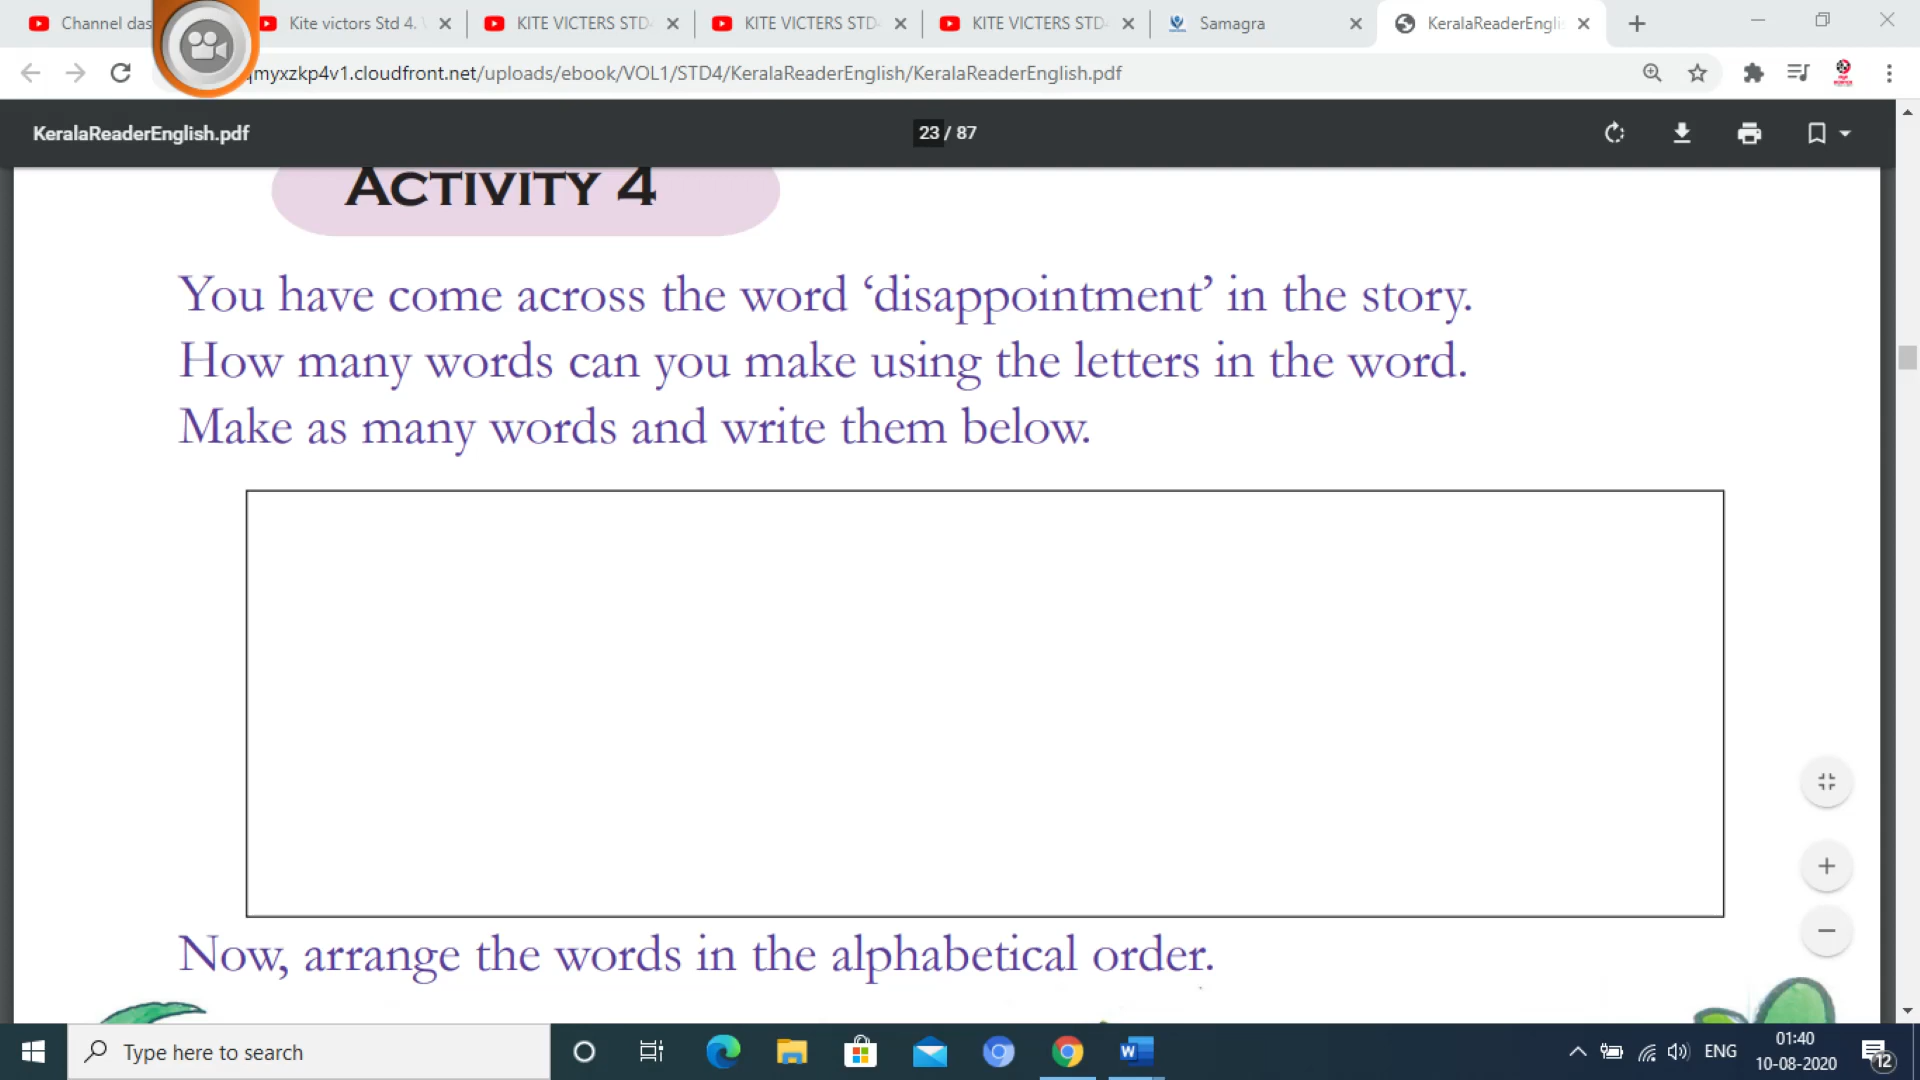 Channel das
Kite victors Std 4.
KITE VICTERS STD
KITE VICTERS STD
KITE VICTERS STD
Samagra
KeralaReaderEngli
myxzkp4v1.cloudfront.net/uploads/ebook/VOL1/STD4/KeralaReaderEnglish/KeralaReaderEnglish.pdf
KeralaReaderEnglish.pdf
23 / 87
ACTIVITY 4
You have come across the word ‘disappointment’ in the story.
How many words can you make using the letters in the word.
Make as many words and write them below.
Now, arrange the words in the alphabetical order.
Type here to search
ENG
01:40
10-08-2020
12